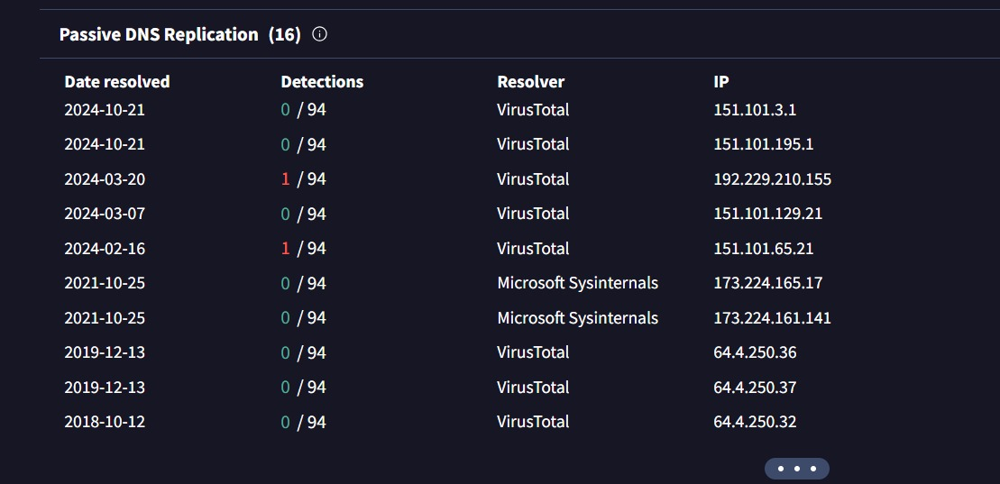 Passive DNS Replication (16)
Date resolved Detections Resolver IP
2024-10-21 0 / 94 VirusTotal 151.101.3.1
2024-10-21 0 / 94 VirusTotal 151.101.195.1
2024-03-20 1 / 94 VirusTotal 192.229.210.155
2024-03-07 0 / 94 VirusTotal 151.101.129.21
2024-02-16 1 / 94 VirusTotal 151.101.65.21
2021-10-25 0 / 94 Microsoft Sysinternals 173.224.165.17
2021-10-25 0 / 94 Microsoft Sysinternals 173.224.161.141
2019-12-13 0 / 94 VirusTotal 64.4.250.36
2019-12-13 0 / 94 VirusTotal 64.4.250.37
2018-10-12 0 / 94 VirusTotal 64.4.250.32